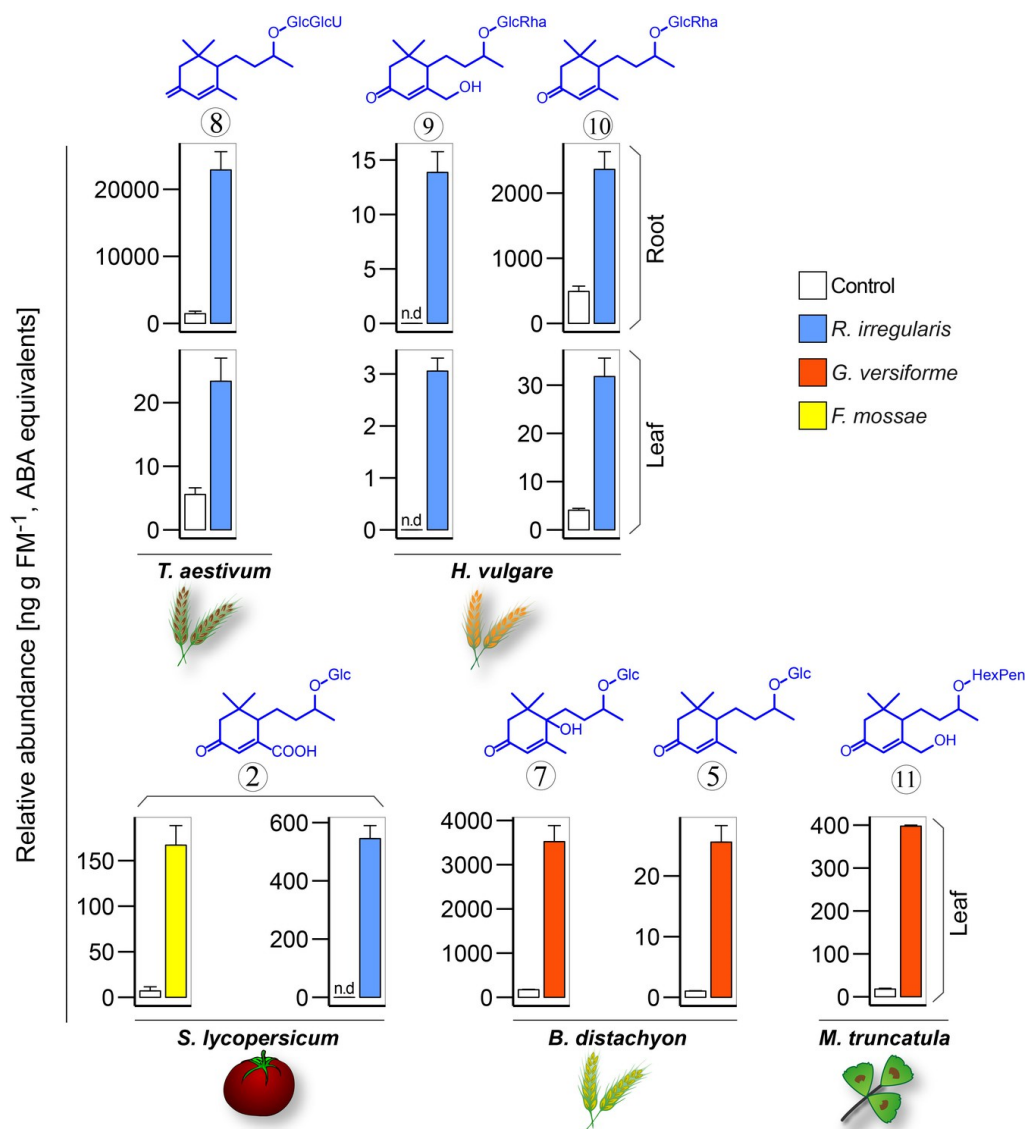 GlcGlcU
GlcRha
GlcRha
O
O
O
OH
O
O
8
9
10
20000
10000
0
15
10
5
0
n.d
2000
1000
0
Root
20
10
0
3
2
1
0
n.d
30
20
10
0
Leaf
Control
R. irregularis
G. versiforme
F. mossae
T. aestivum
H. vulgare
Relative abundance [ng g FM-1, ABA equivalents]
Glc
Glc
Glc
HexPen
O
O
O
O
OH
OH
O
COOH
O
O
O
2
7
5
11
150
100
50
0
600
400
200
0
n.d
4000
3000
2000
1000
0
20
10
0
400
300
200
100
0
Leaf
S. lycopersicum
B. distachyon
M. truncatula